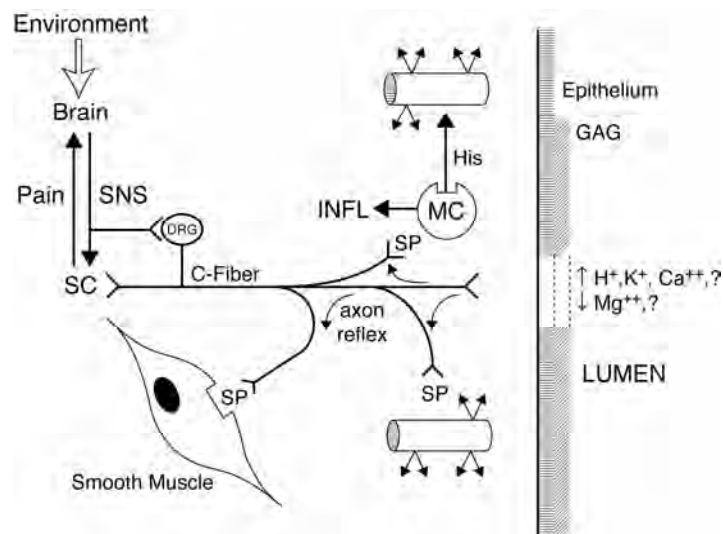 Environment
Brain
Pain
SNS
DRG
SC
C-Fiber
axon
reflex
SP
SP
SP
Smooth Muscle
INFL
MC
His
Epithelium
GAG
↑ H⁺,K⁺, Ca⁺⁺,?
↓ Mg⁺⁺,?
LUMEN